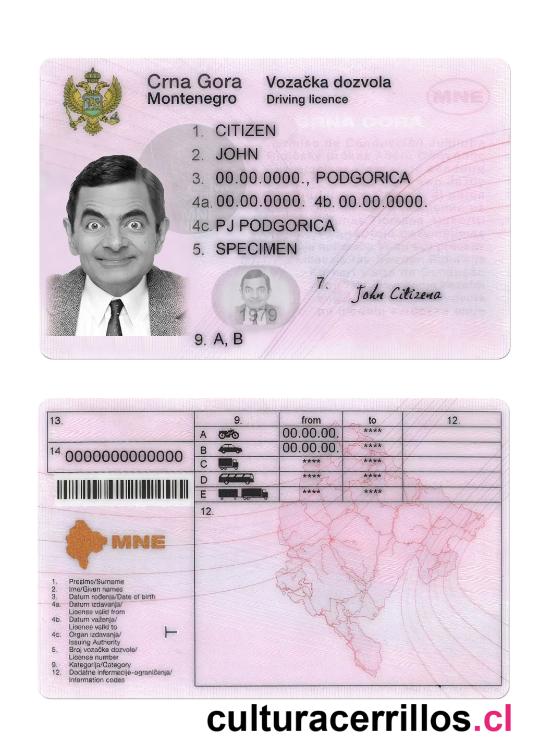 Crna Gora Vozačka dozvola
Montenegro Driving licence
MNE
CRNA GORA
1. CITIZEN
2. JOHN
3. 00.00.0000., PODGORICA
4a. 00.00.0000. 4b. 00.00.0000.
4c. PJ PODGORICA
5. SPECIMEN
7. John Citizena
1979
9. A, B
13. 9. from to 12.
A 00.00.00. ****
14 0000000000000 B 00.00.00. ****
C **** ****
D **** ****
E **** ****
12.
MNE
1. Prezime/Surname
2. Ime/Given names
3. Datum rođenja/Date of birth
4a. Datum izdavanja/
License valid from
4b. Datum važenja/
License valid to
4c. Organ izdavanja/
Issuing Authority
5. Broj vozačke dozvole/
License number
9. Kategorija/Category
12. Dodatne informacije-ograničenja/
Information codes
T
culturacerrillos.cl